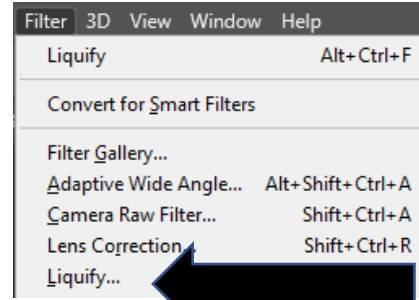 Filter 3D View Window Help
Liquify Alt+Ctrl+F
Convert for Smart Filters
Filter Gallery...
Adaptive Wide Angle... Alt+Shift+Ctrl+A
Camera Raw Filter... Shift+Ctrl+A
Lens Correction... Shift+Ctrl+R
Liquify...